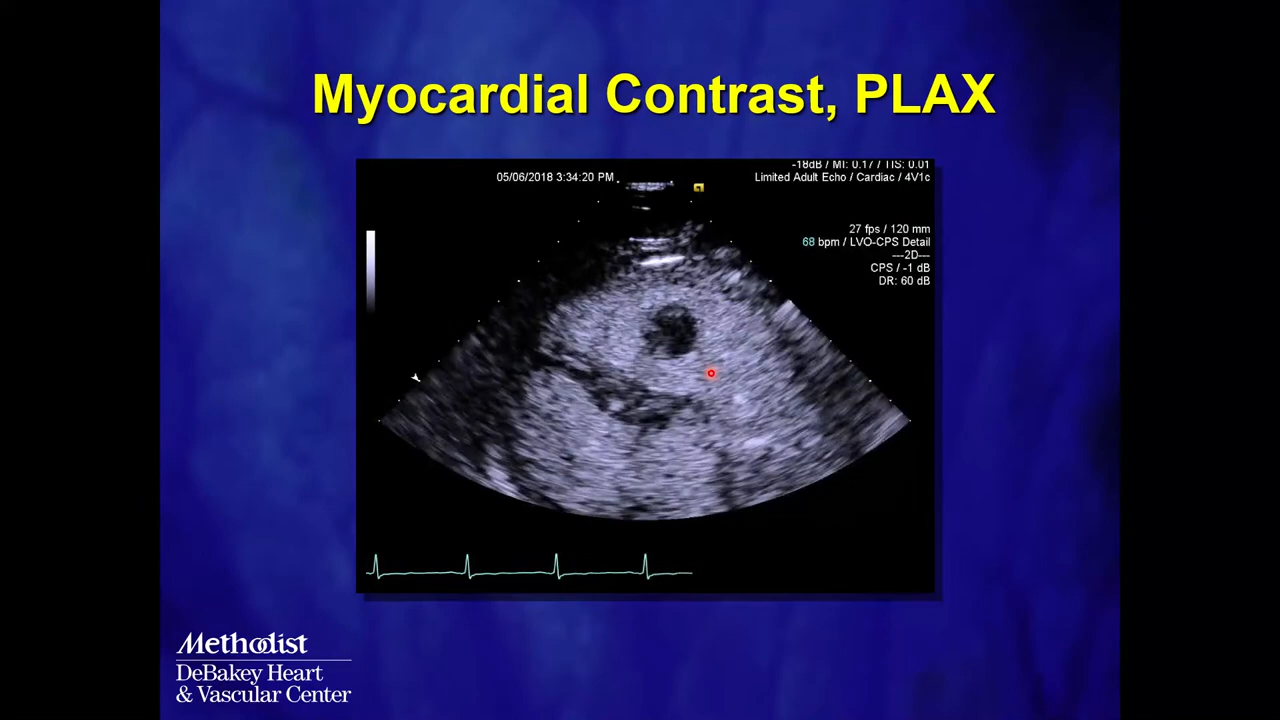 Myocardial Contrast, PLAX
-18dB / MI: 0.17 / TIS: 0.01
05/06/2018 3:34:20 PM
Limited Adult Echo / Cardiac / 4V1c
27 fps / 120 mm
68 bpm / LVO-CPS Detail
---2D---
CPS / -1 dB
DR: 60 dB
Methodist
DeBakey Heart
& Vascular Center